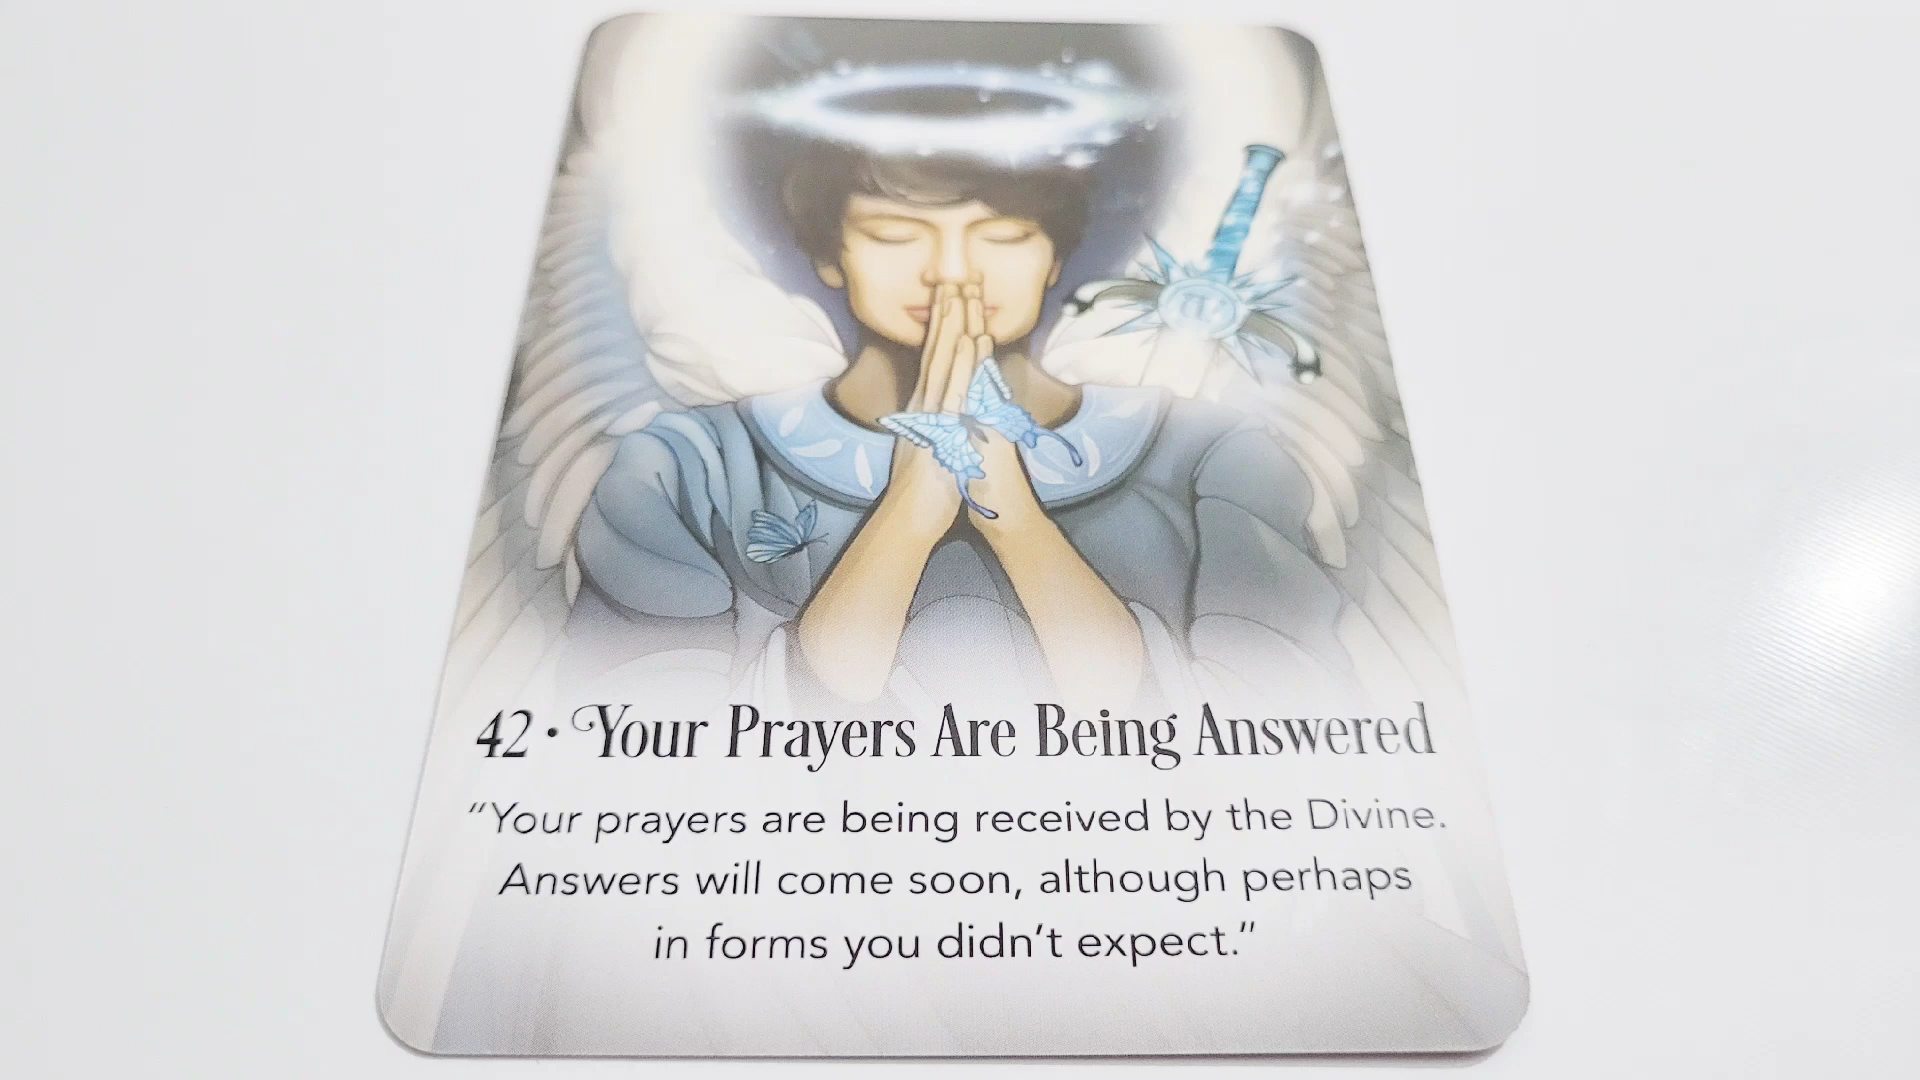 42 · Your Prayers Are Being Answered
“Your prayers are being received by the Divine.
Answers will come soon, although perhaps
in forms you didn’t expect.”